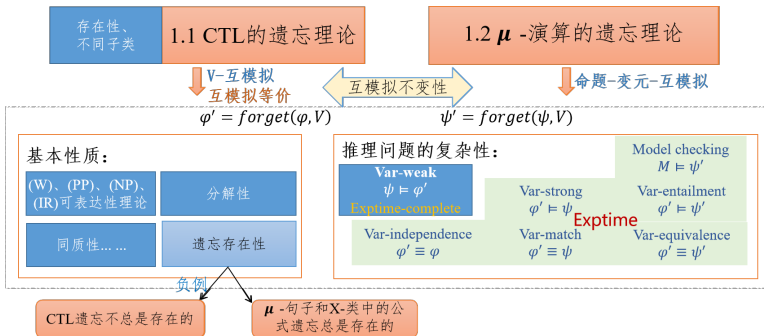 存在性、
不同子类
1.1 CTL的遗忘理论
1.2 μ -演算的遗忘理论
V-互模拟
互模拟等价
互模拟不变性
命题-变元-互模拟
φ′ = forget(φ,V)
ψ′ = forget(ψ,V)
基本性质：
(W)、(PP)、(NP)、
(IR)可表达性理论
分解性
同质性… …
遗忘存在性
推理问题的复杂性：
Var-weak
ψ ⊨ φ′
Exptime-complete
Var-strong
φ′ ⊨ ψ
Model checking
M ⊨ ψ′
Var-entailment
φ′ ⊨ ψ′
Exptime
Var-independence
φ′ ≡ φ
Var-match
φ′ ≡ ψ
Var-equivalence
φ′ ≡ ψ′
负例
CTL遗忘不总是存在的
μ -句子和X-类中的公
式遗忘总是存在的